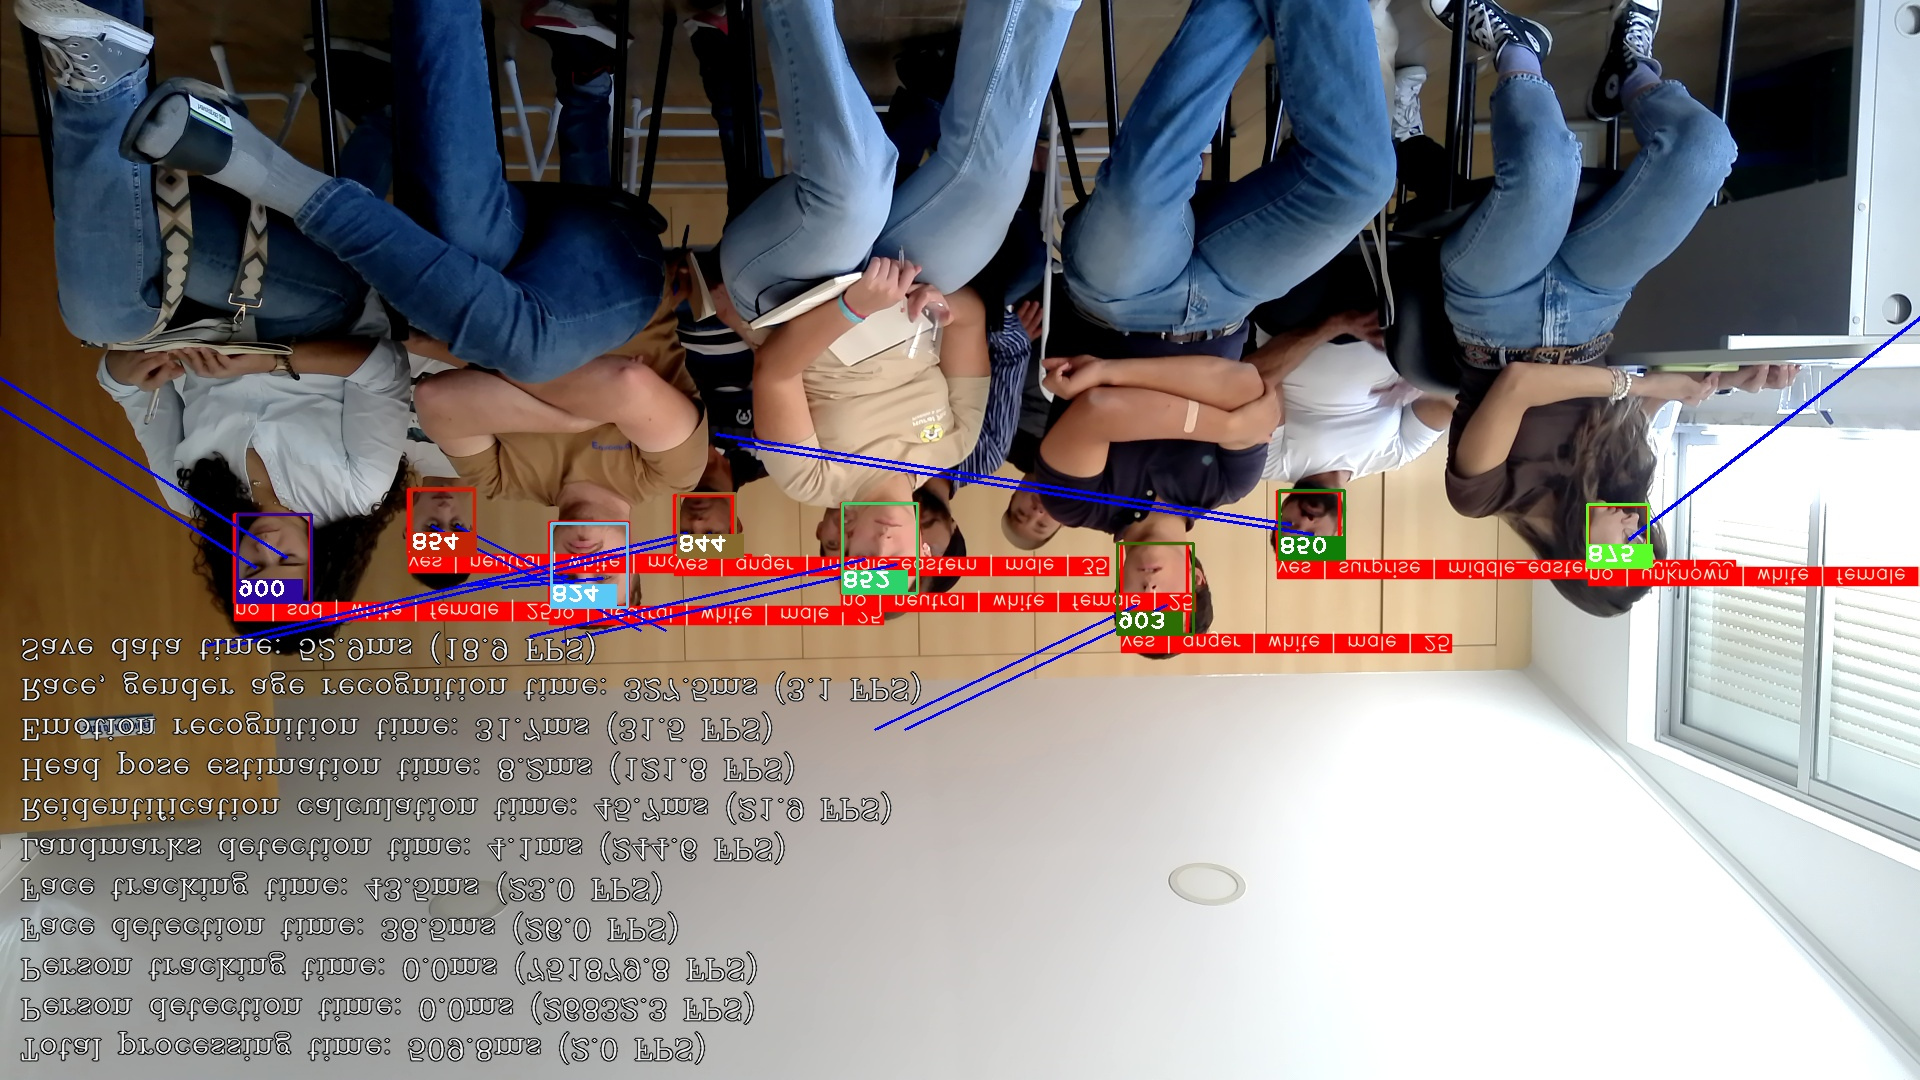 Total processing time: 509.8ms (2.0 FPS)
Person detection time: 0.0ms (26832.3 FPS)
Person tracking time: 0.0ms (751879.8 FPS)
Face detection time: 38.5ms (26.0 FPS)
Face tracking time: 43.5ms (23.0 FPS)
Landmarks detection time: 4.1ms (244.6 FPS)
Reidentification calculation time: 45.7ms (21.9 FPS)
Head pose estimation time: 8.2ms (121.8 FPS)
Emotion recognition time: 31.7ms (31.5 FPS)
Race, gender age recognition time: 327.5ms (3.1 FPS)
Save data time: 52.9ms (18.9 FPS)
yes | anger | white | male | 25
903
no | sad | white | female | 25
900
neutral | white | male | 25
824
no | neutral | white | female | 25
852
no | unknown | white | female |
875
yes | surprise |
850
yes | neutral | white |
854
yes | anger | middle_eastern | male | 35
844